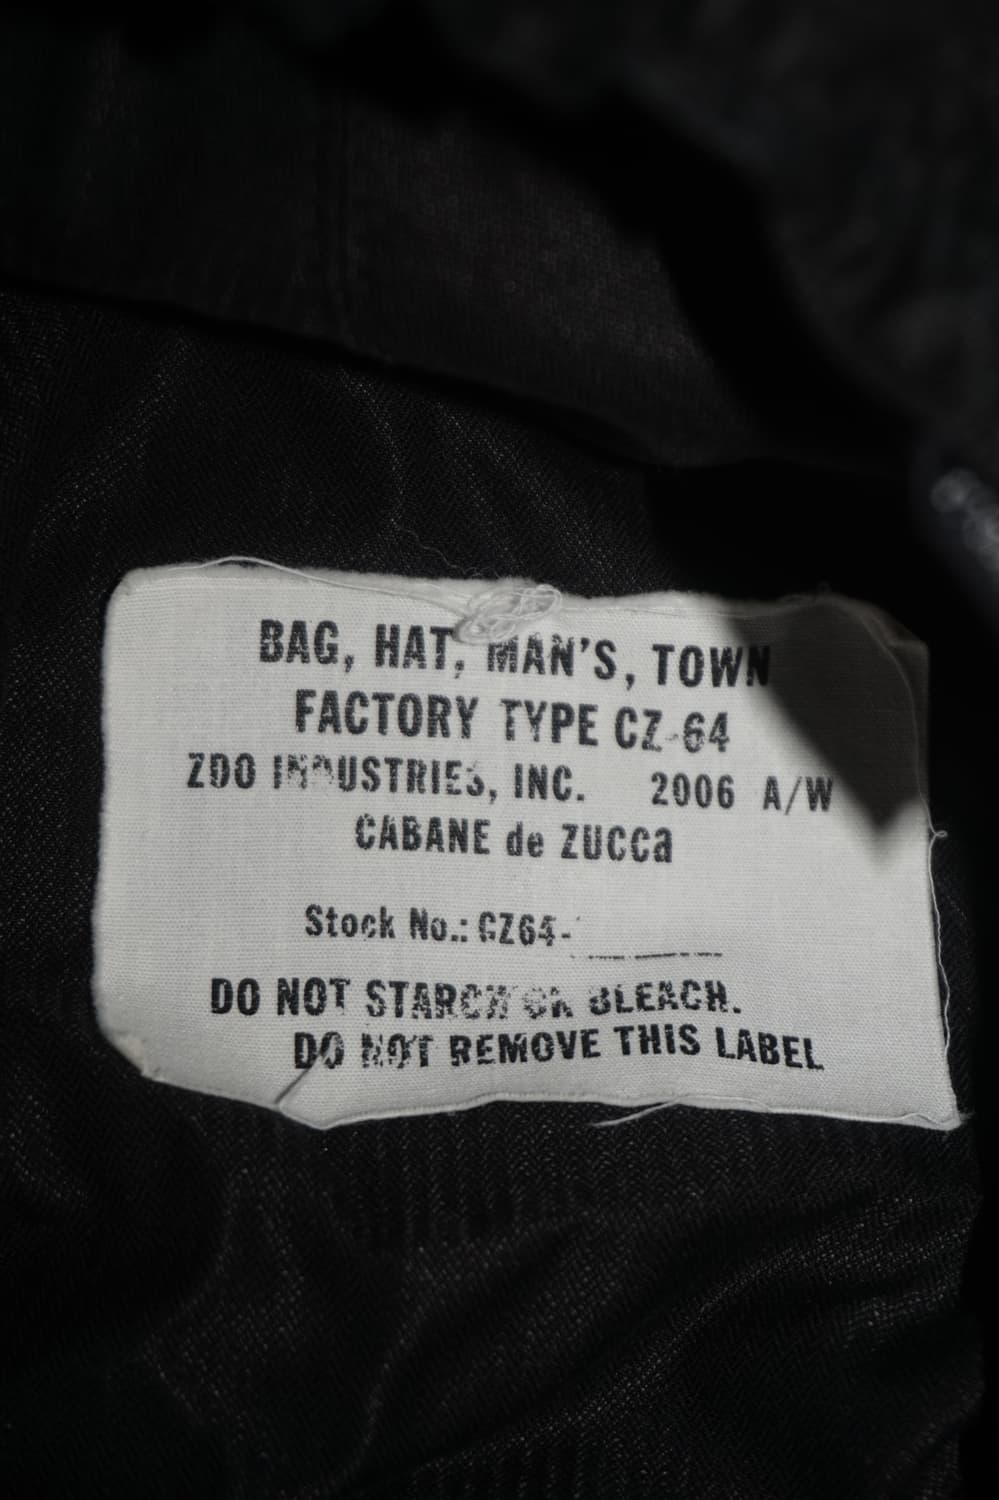 BAG, HAT, MAN'S, TOWN
FACTORY TYPE CZ-64
ZDO INDUSTRIES, INC. 2006 A/W
CABANE de ZUCCa
Stock No.: CZ64-
DO NOT STARCH OR BLEACH.
DO NOT REMOVE THIS LABEL